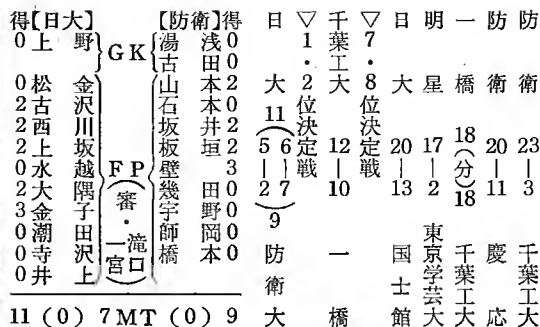 防衛 23―3 千葉工大
防衛 20―11 慶応
一橋 18(分)18 千葉工大
明星 17―2 東京学芸大
日大 20―13 国士館
▽7・8位決定戦
千葉工大 12―10 一橋
▽1・2位決定戦
日大 11(6―7 5―2)9 防衛大
得【日大】 【防衛】得
0上野 GK 湯浅0
古田0
0松金 FP 山本2
2古沢 石本0
2西川 坂井2
2上坂 板垣2
0水越 壁3
2大隅 幾田0
3金子 宇野0
0潮田 師岡0
0寺沢 橋本0
0井上
(審・滝口 一宮)
11 (0) 7MT (0) 9